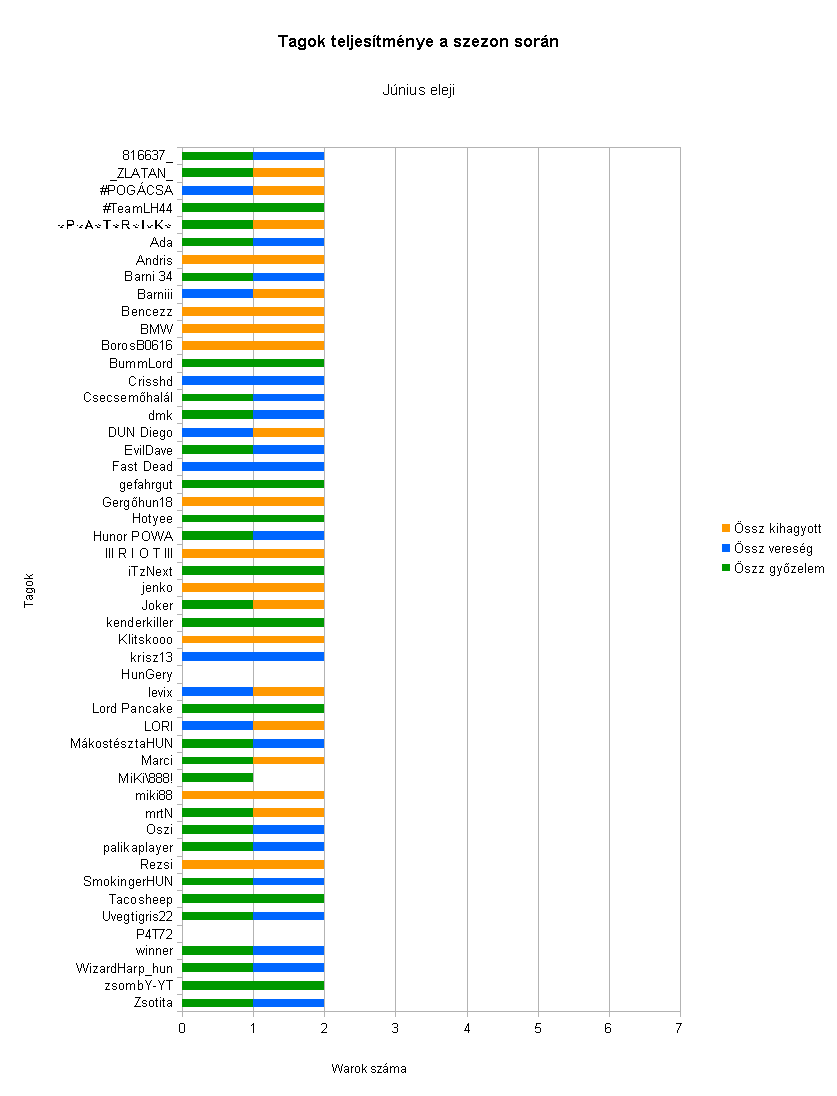 Tagok teljesítménye a szezon során
Június eleji
816637_
_ZLATAN_
#POGÁCSA
#TeamLH44
~P~A~T~R~I~K~
Ada
Andris
Barni 34
Barniii
Bencezz
BMW
BorosB0616
BummLord
Crisshd
Csecsemőhalál
dmk
DUN Diego
EvilDave
Fast Dead
gefahrgut
Gergőhun18
Hotyee
Hunor POWA
III R I O T III
iTzNext
jenko
Joker
kenderkiller
Klitskooo
krisz13
HunGery
levix
Lord Pancake
LORI
MákostésztaHUN
Marci
MiKi\888!
miki88
mrtN
Oszi
palikaplayer
Rezsi
SmokingerHUN
Tacosheep
Uvegtigris22
P4T72
winner
WizardHarp_hun
zsombY-YT
Zsotita
Tagok
0 1 2 3 4 5 6 7
Warok száma
Össz kihagyott
Össz vereség
Öszz győzelem